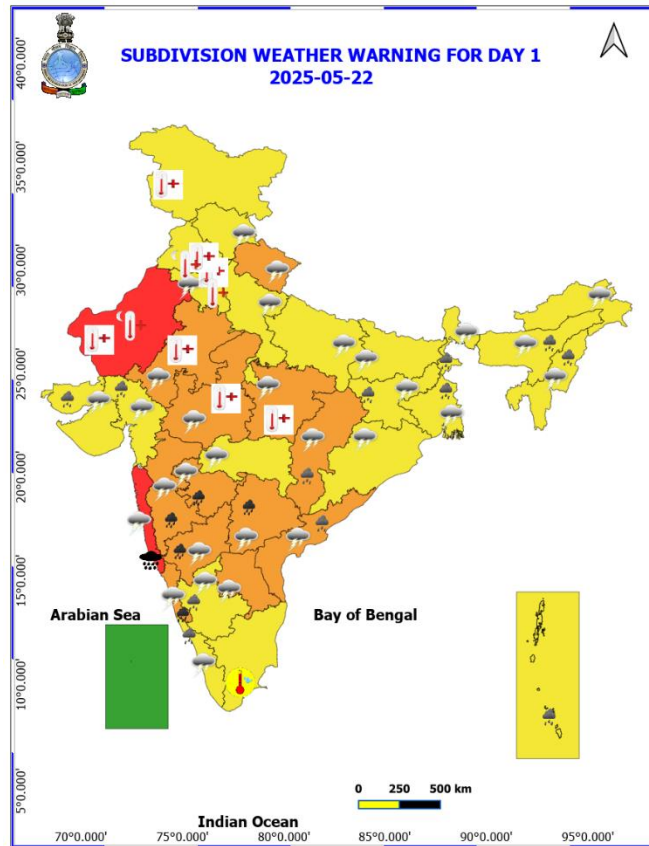 SUBDIVISION WEATHER WARNING FOR DAY 1
2025-05-22
40°0.000'
35°0.000'
30°0.000'
25°0.000'
20°0.000'
15°0.000'
10°0.000'
5°0.000'
Arabian Sea
Bay of Bengal
0 250 500 km
Indian Ocean
70°0.000' 75°0.000' 80°0.000' 85°0.000' 90°0.000' 95°0.000'